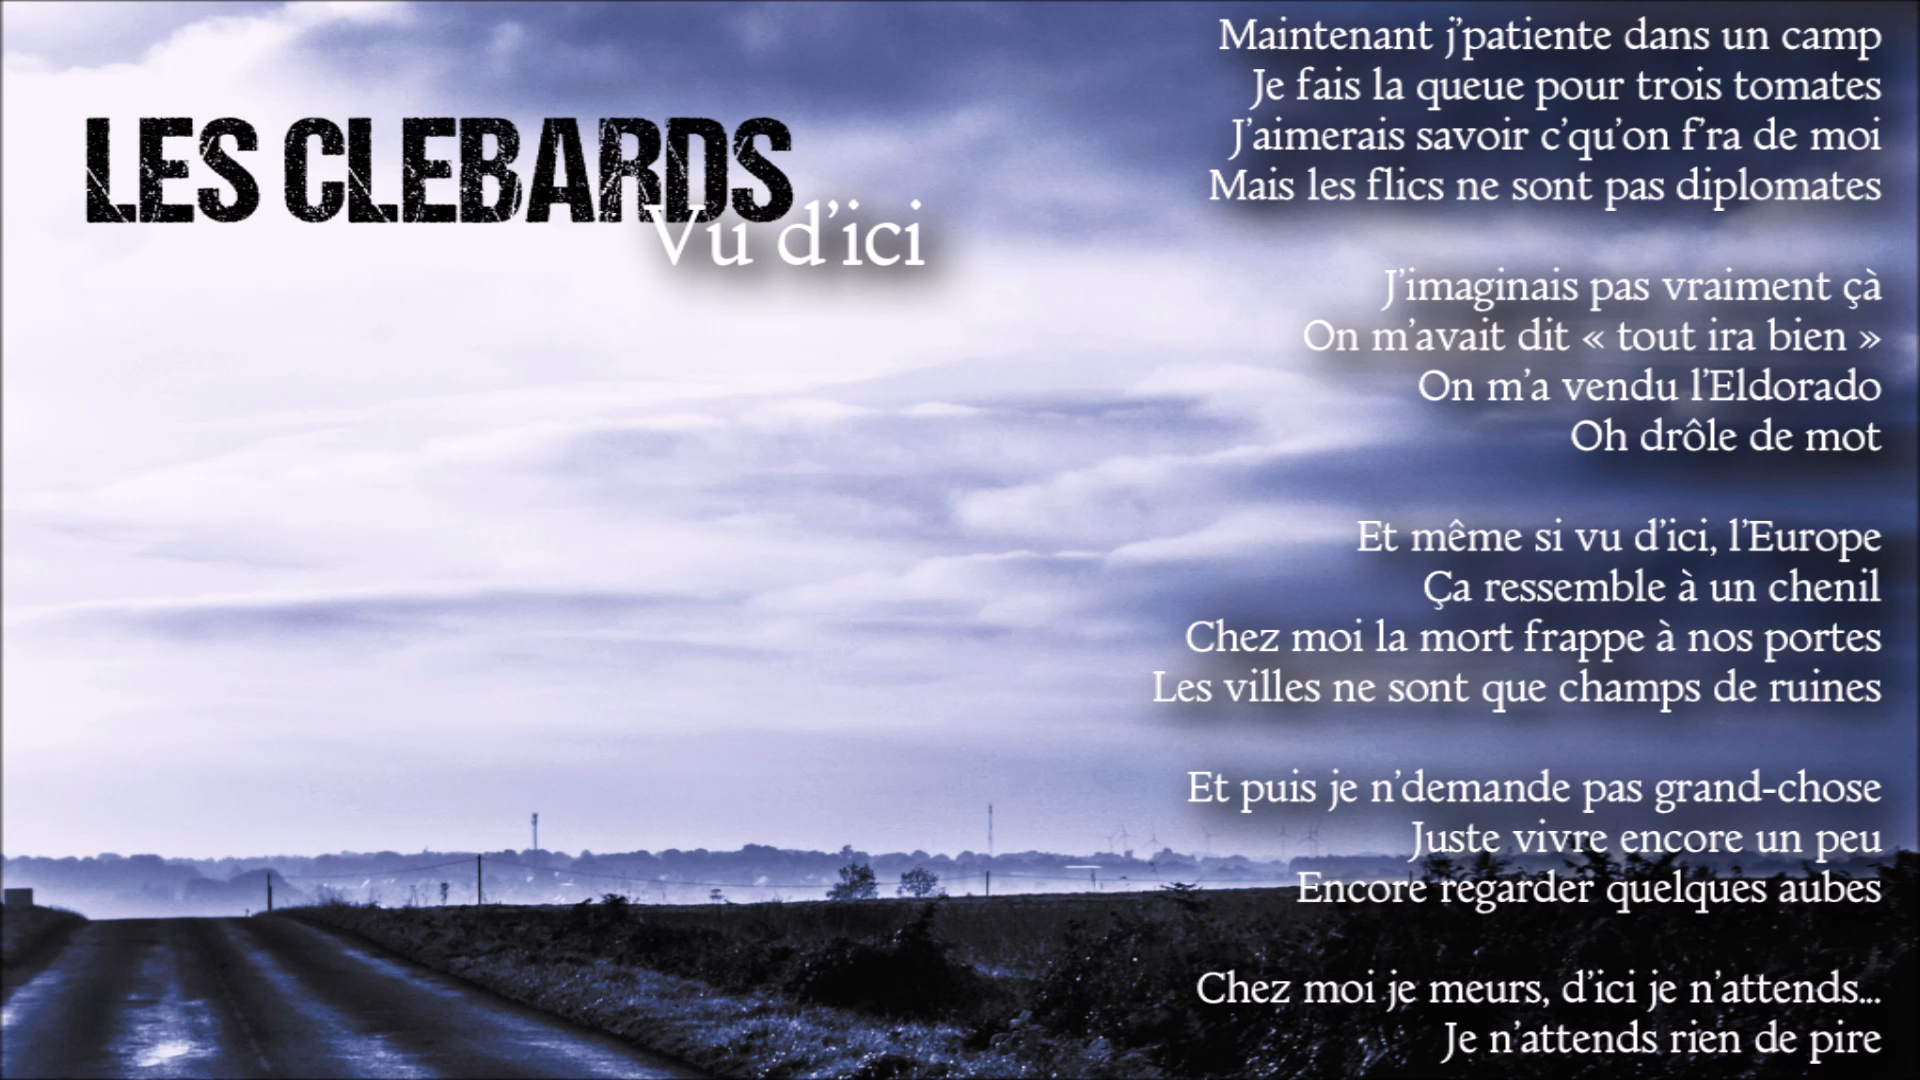 LES CLEBARDS
Vu d'ici
Maintenant j'patiente dans un camp
Je fais la queue pour trois tomates
J'aimerais savoir c'qu'on f'ra de moi
Mais les flics ne sont pas diplomates
J'imaginais pas vraiment çà
On m'avait dit « tout ira bien »
On m'a vendu l'Eldorado
Oh drôle de mot
Et même si vu d'ici, l'Europe
Ça ressemble à un chenil
Chez moi la mort frappe à nos portes
Les villes ne sont que champs de ruines
Et puis je n'demande pas grand-chose
Juste vivre encore un peu
Encore regarder quelques aubes
Chez moi je meurs, d'ici je n'attends...
Je n'attends rien de pire